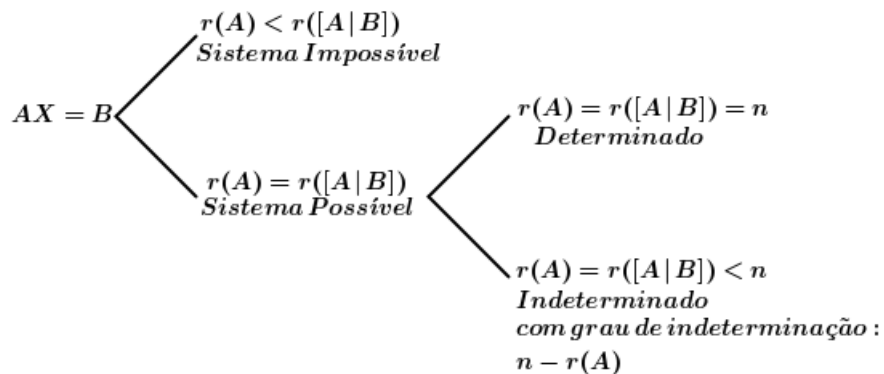 AX = B
r(A) < r([A|B])
Sistema Impossível
r(A) = r([A|B])
Sistema Possível
r(A) = r([A|B]) = n
Determinado
r(A) = r([A|B]) < n
Indeterminado
com grau de indeterminação :
n − r(A)